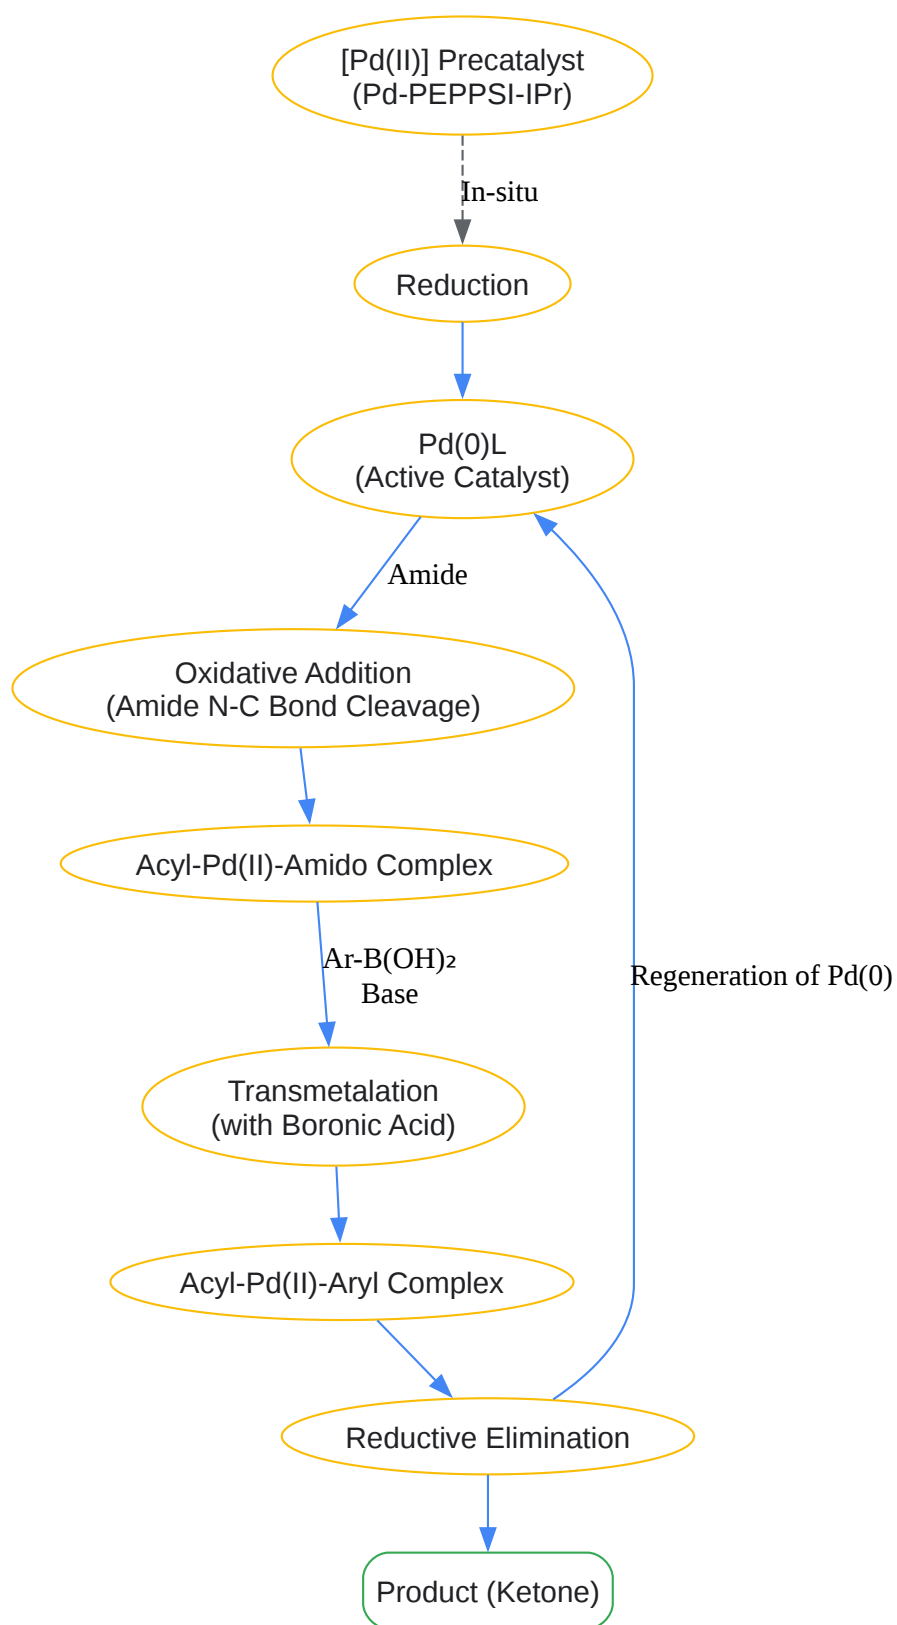 [Pd(II)] Precatalyst
(Pd-PEPPSI-IPr)
In-situ
Reduction
Pd(0)L
(Active Catalyst)
Amide
Oxidative Addition
(Amide N-C Bond Cleavage)
Acyl-Pd(II)-Amido Complex
Ar-B(OH)₂
Base
Regeneration of Pd(0)
Transmetalation
(with Boronic Acid)
Acyl-Pd(II)-Aryl Complex
Reductive Elimination
Product (Ketone)